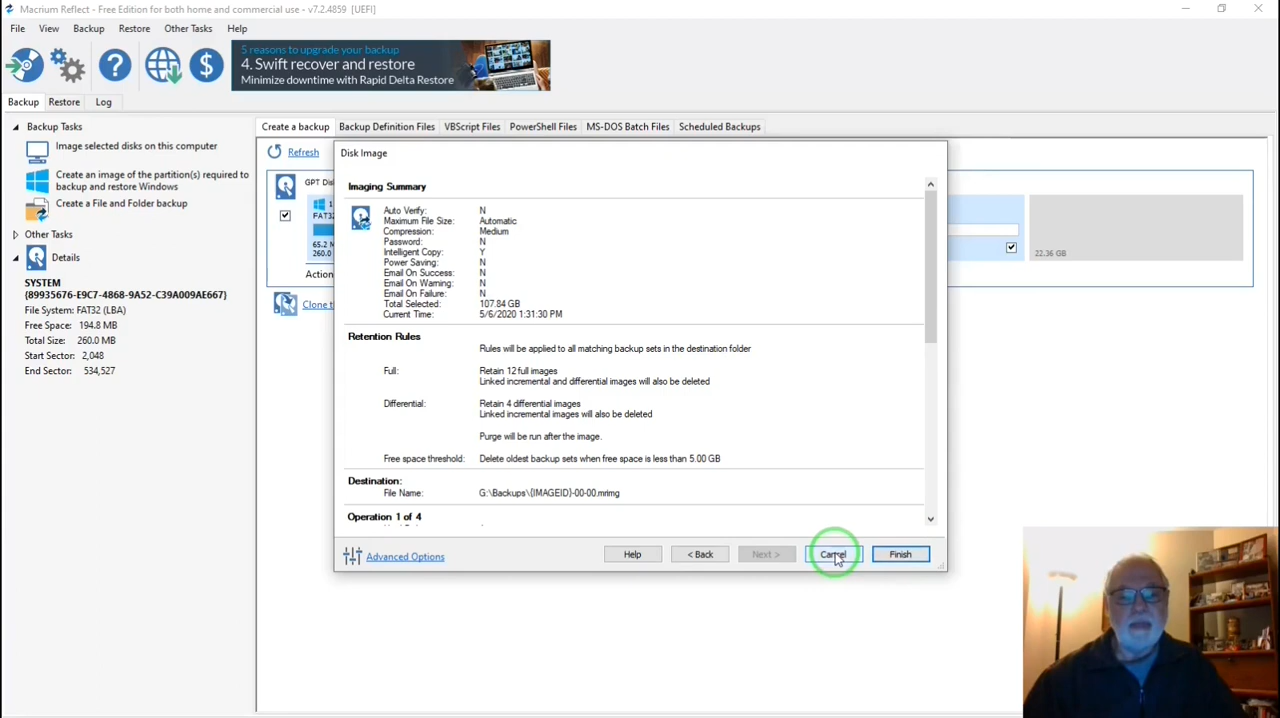 Macrium Reflect - Free Edition for both home and commercial use - v7.2.4859 [UEFI]
File View Backup Restore Other Tasks Help
5 reasons to upgrade your backup
4. Swift recover and restore
Minimize downtime with Rapid Delta Restore
Backup Restore Log
Backup Tasks
Image selected disks on this computer
Create an image of the partition(s) required to
backup and restore Windows
Create a File and Folder backup
Other Tasks
Details
SYSTEM
{89935676-E9C7-4868-9A52-C39A009AE667}
File System: FAT32 (LBA)
Free Space: 194.8 MB
Total Size: 260.0 MB
Start Sector: 2,048
End Sector: 534,527
Create a backup Backup Definition Files VBScript Files PowerShell Files MS-DOS Batch Files Scheduled Backups
Refresh
GPT Dis
1
FAT32
65.2 M
260.0
Action
Clone t
22.36 GB
Disk Image
Imaging Summary
Auto Verify: N
Maximum File Size: Automatic
Compression: Medium
Password: N
Intelligent Copy: Y
Power Saving: N
Email On Success: N
Email On Warning: N
Email On Failure: N
Total Selected: 107.84 GB
Current Time: 5/6/2020 1:31:30 PM
Retention Rules
Rules will be applied to all matching backup sets in the destination folder
Full: Retain 12 full images
Linked incremental and differential images will also be deleted
Differential: Retain 4 differential images
Linked incremental images will also be deleted
Purge will be run after the image.
Free space threshold: Delete oldest backup sets when free space is less than 5.00 GB
Destination:
File Name: G:\Backups\{IMAGEID}-00-00.mrimg
Operation 1 of 4
Advanced Options Help < Back Next > Cancel Finish